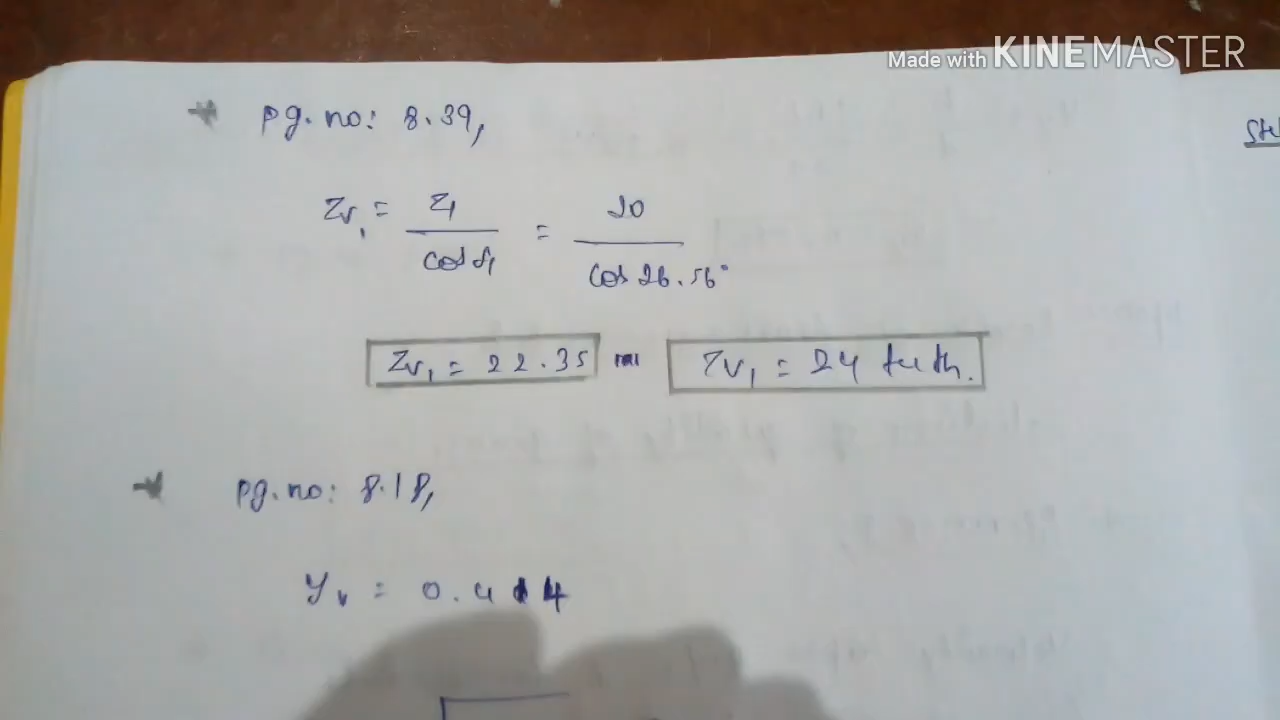 Made with KINEMASTER
* pg.no: 8.39,
Zv₁ = Z₁ / cos δ₁ = 20 / cos 26.56°
Zv₁ = 22.35 Zv₁ = 24 teeth.
* pg.no: 8.18,
yv = 0.414